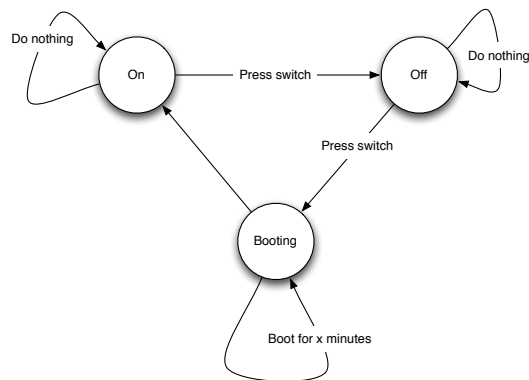 Do nothing
On
Press switch
Off
Do nothing
Press switch
Booting
Boot for x minutes